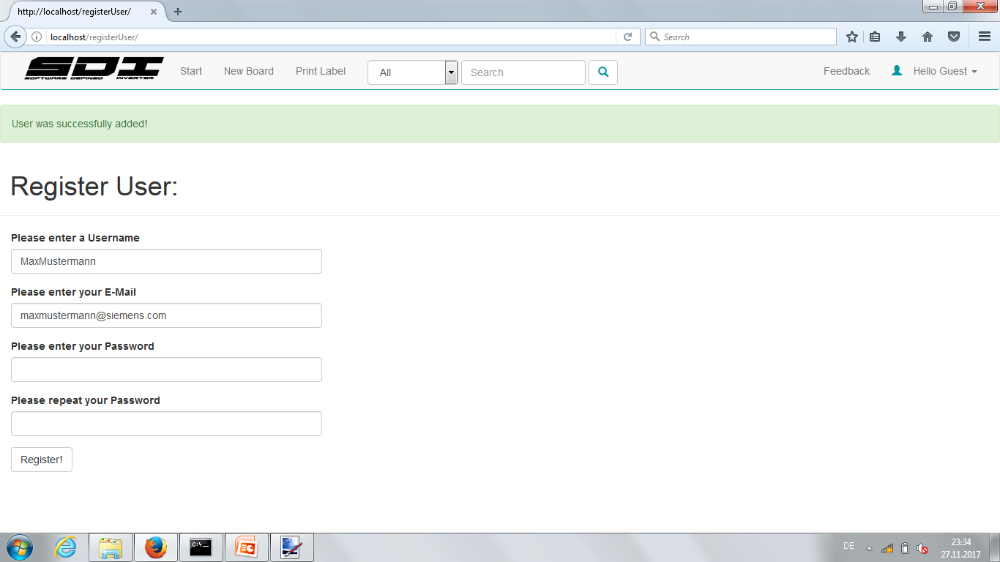 http://localhost/registerUser/
localhost/registerUser/
Search
SDI
SOFTWARE DEFINED INVERTER
Start
New Board
Print Label
All
Search
Feedback
Hello Guest
User was successfully added!
Register User:
Please enter a Username
MaxMustermann
Please enter your E-Mail
maxmustermann@siemens.com
Please enter your Password
Please repeat your Password
Register!
C:\_
DE
23:34
27.11.2017